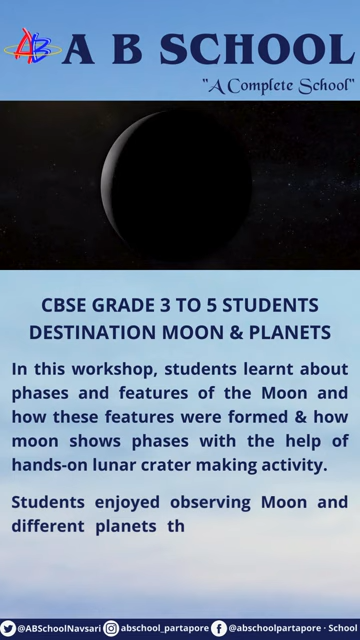 AB
A B SCHOOL
"A Complete School"
CBSE GRADE 3 TO 5 STUDENTS
DESTINATION MOON & PLANETS
In this workshop, students learnt about
phases and features of the Moon and
how these features were formed & how
moon shows phases with the help of
hands-on lunar crater making activity.
Students enjoyed observing Moon and
different planets th
@ABSchoolNavsari abschool_partapore @abschoolpartapore · School